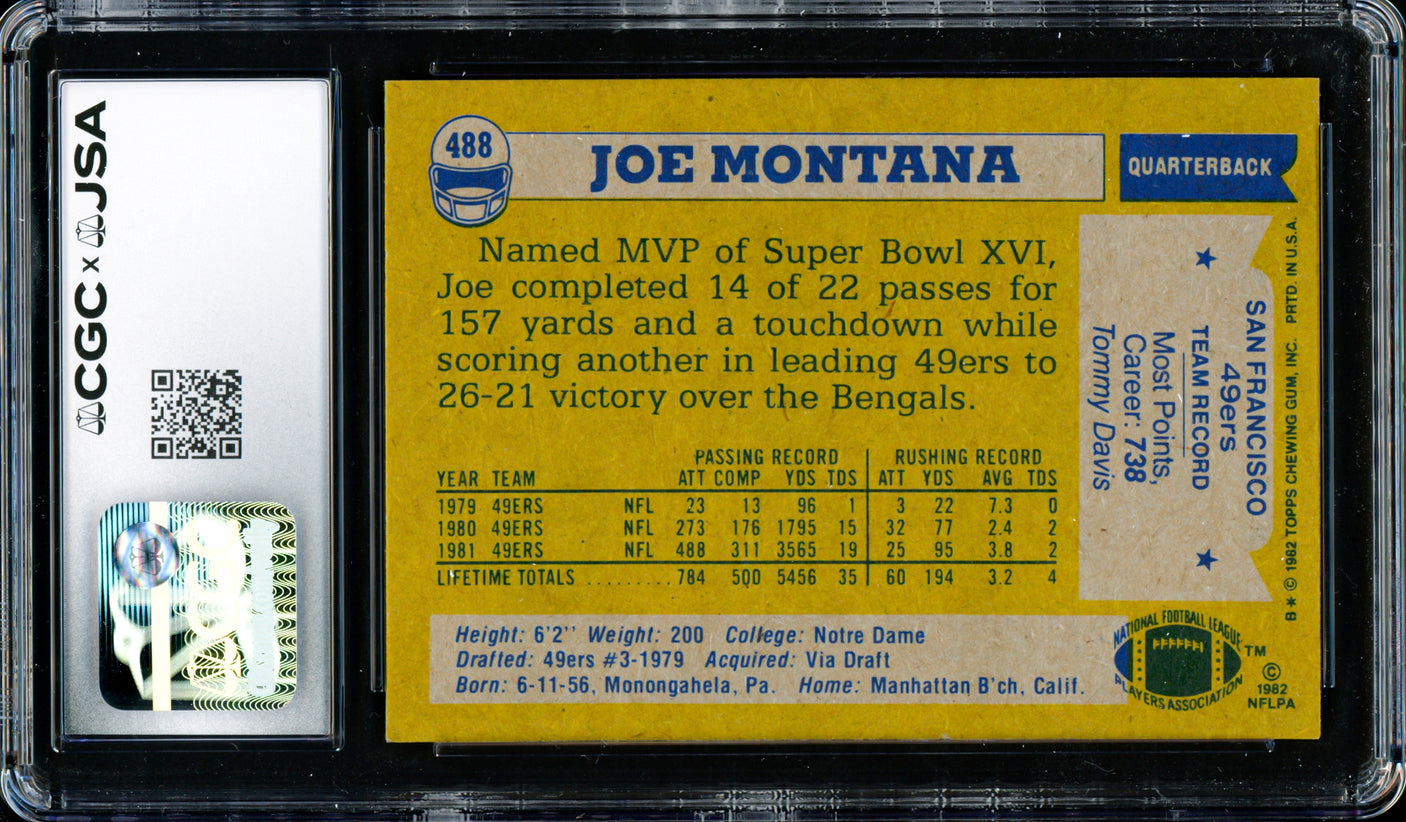 CGC x JSA
488
JOE MONTANA
QUARTERBACK
Named MVP of Super Bowl XVI,
Joe completed 14 of 22 passes for
157 yards and a touchdown while
scoring another in leading 49ers to
26-21 victory over the Bengals.
PASSING RECORD RUSHING RECORD
YEAR TEAM ATT COMP YDS TDS ATT YDS AVG TDS
1979 49ERS NFL 23 13 96 1 3 22 7.3 0
1980 49ERS NFL 273 176 1795 15 32 77 2.4 2
1981 49ERS NFL 488 311 3565 19 25 95 3.8 2
LIFETIME TOTALS ......... 784 500 5456 35 60 194 3.2 4
Height: 6'2'' Weight: 200 College: Notre Dame
Drafted: 49ers #3-1979 Acquired: Via Draft
Born: 6-11-56, Monongahela, Pa. Home: Manhattan B'ch, Calif.
SAN FRANCISCO
49ers
TEAM RECORD
Most Points,
Career: 738
Tommy Davis
B★ © 1982 TOPPS CHEWING GUM, INC. PRTD. IN U.S.A.
NATIONAL FOOTBALL LEAGUE
PLAYERS ASSOCIATION
TM
©
1982
NFLPA